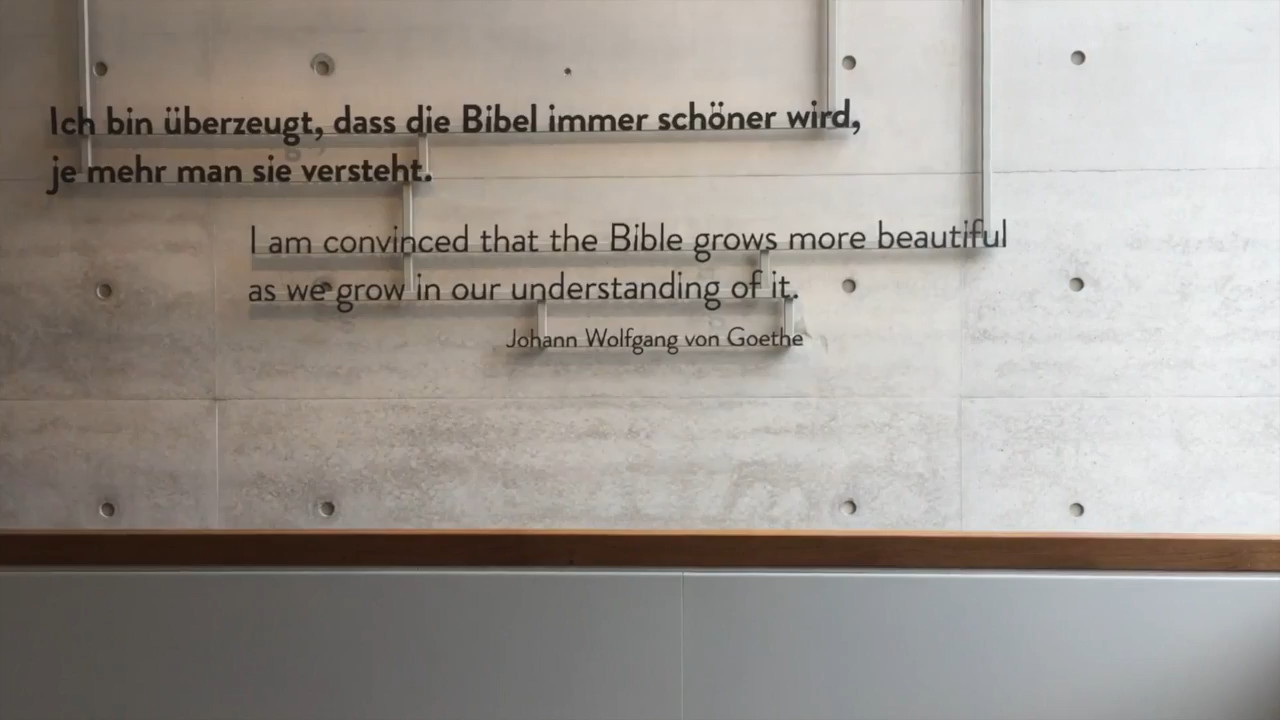 Ich bin überzeugt, dass die Bibel immer schöner wird,
je mehr man sie versteht.
I am convinced that the Bible grows more beautiful
as we grow in our understanding of it.
Johann Wolfgang von Goethe